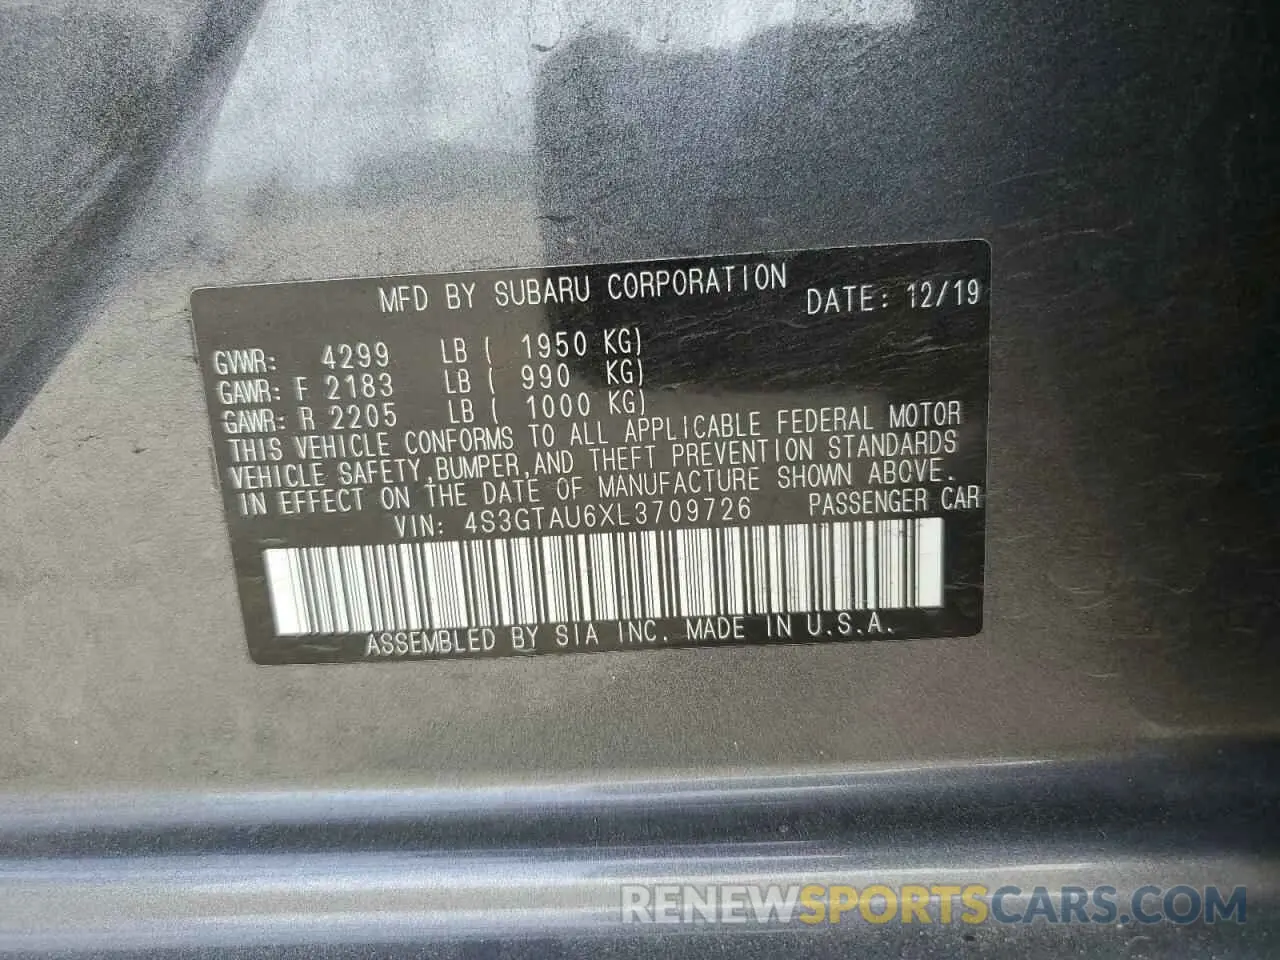 MFD BY SUBARU CORPORATION DATE: 12/19
GVWR: 4299 LB ( 1950 KG)
GAWR: F 2183 LB ( 990 KG)
GAWR: R 2205 LB ( 1000 KG)
THIS VEHICLE CONFORMS TO ALL APPLICABLE FEDERAL MOTOR
VEHICLE SAFETY,BUMPER,AND THEFT PREVENTION STANDARDS
IN EFFECT ON THE DATE OF MANUFACTURE SHOWN ABOVE.
VIN: 4S3GTAU6XL3709726 PASSENGER CAR
ASSEMBLED BY SIA INC. MADE IN U.S.A.
RENEWSPORTSCARS.COM